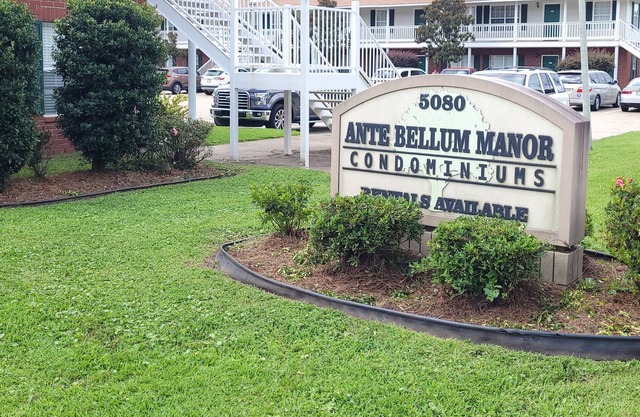 5080
ANTE BELLUM MANOR
CONDOMINIUMS
RENTALS AVAILABLE